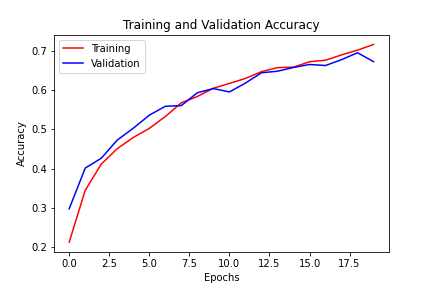 Training and Validation Accuracy
Training
Validation
Accuracy
0.7
0.6
0.5
0.4
0.3
0.2
0.0 2.5 5.0 7.5 10.0 12.5 15.0 17.5
Epochs